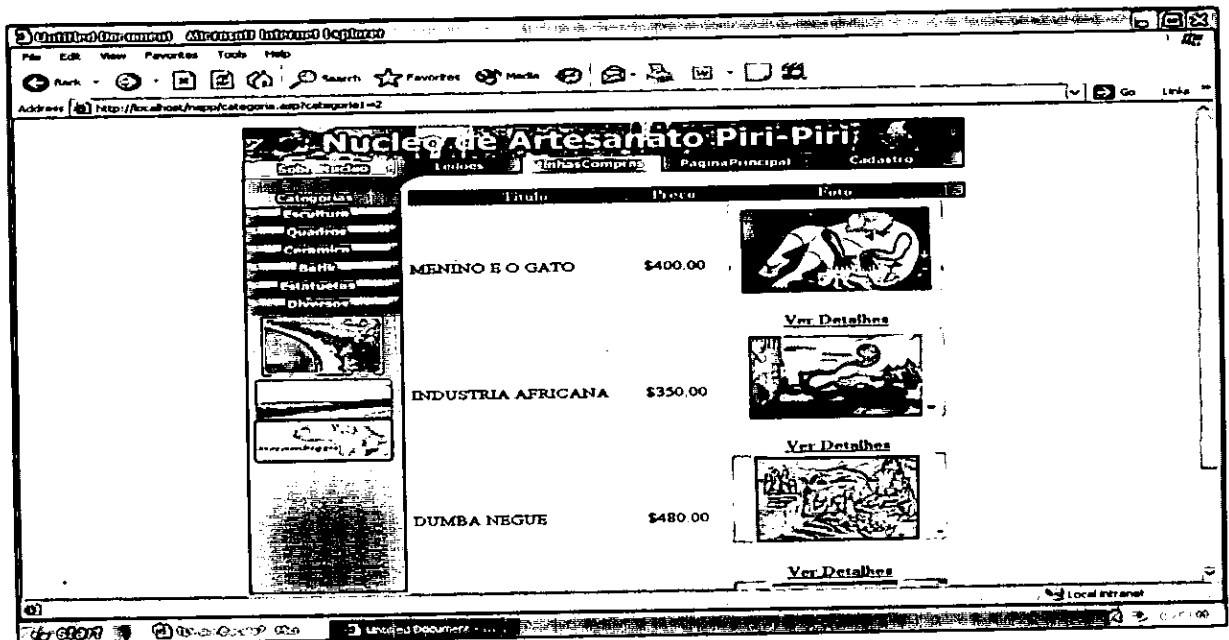 Untitled Document - Microsoft Internet Explorer
File Edit View Favorites Tools Help
Back Search Favorites Media
Address http://localhost/napp/categoria.asp?categoria1=2 Go Links
Nucleo de Artesanato Piri-Piri
Sobre Nucleo Leiloes MinhasCompras PaginaPrincipal Cadastro
Categorias Titulo Preco Foto
Escultura
Quadros
Ceramica
Batik
Estatuetas
Diversos
MENINO E O GATO $400.00
Ver Detalhes
INDUSTRIA AFRICANA $350.00
Ver Detalhes
DUMBA NEGUE $480.00
Ver Detalhes
Local intranet
Untitled Document - ...